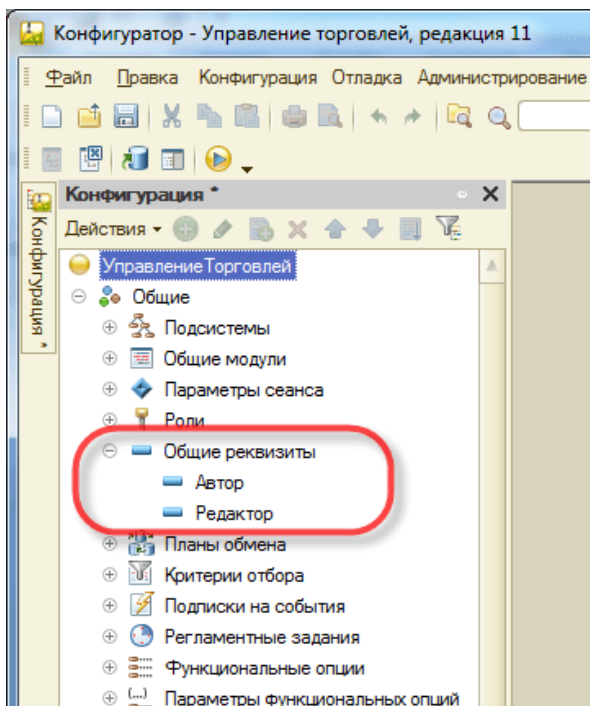 Конфигуратор - Управление торговлей, редакция 11
Файл Правка Конфигурация Отладка Администрирование
Конфигурация *
Конфигурация *
Действия
УправлениеТорговлей
Общие
Подсистемы
Общие модули
Параметры сеанса
Роли
Общие реквизиты
Автор
Редактор
Планы обмена
Критерии отбора
Подписки на события
Регламентные задания
Функциональные опции
(...) Параметры функциональных опций